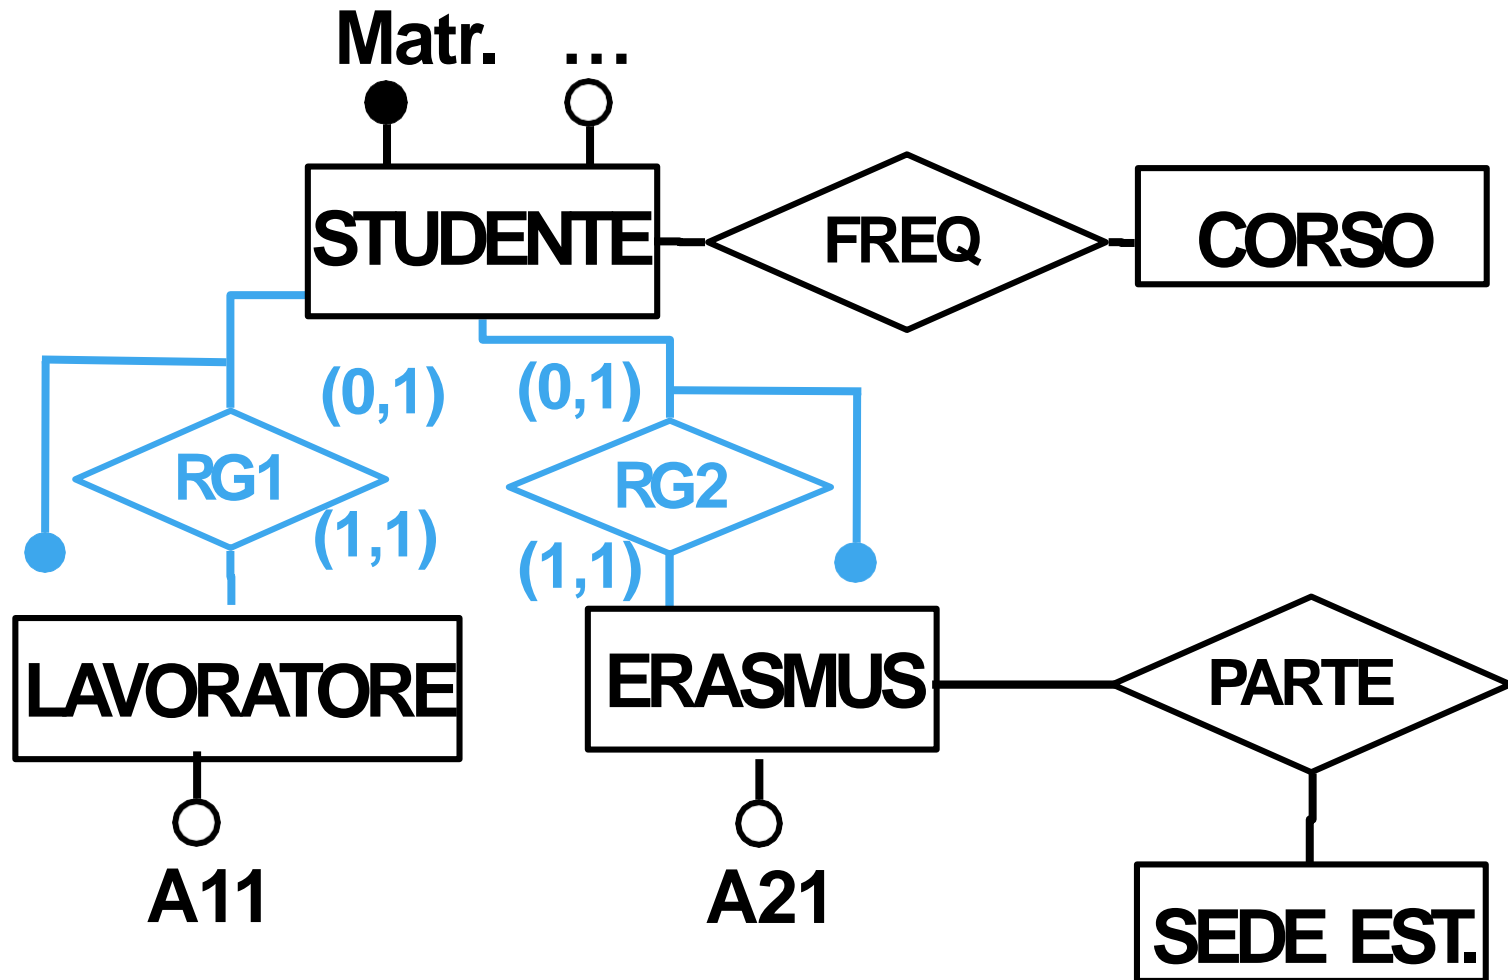 Matr. ...
STUDENTE
FREQ
CORSO
(0,1)
(0,1)
RG1
RG2
(1,1)
(1,1)
LAVORATORE
ERASMUS
PARTE
A11
A21
SEDE EST.